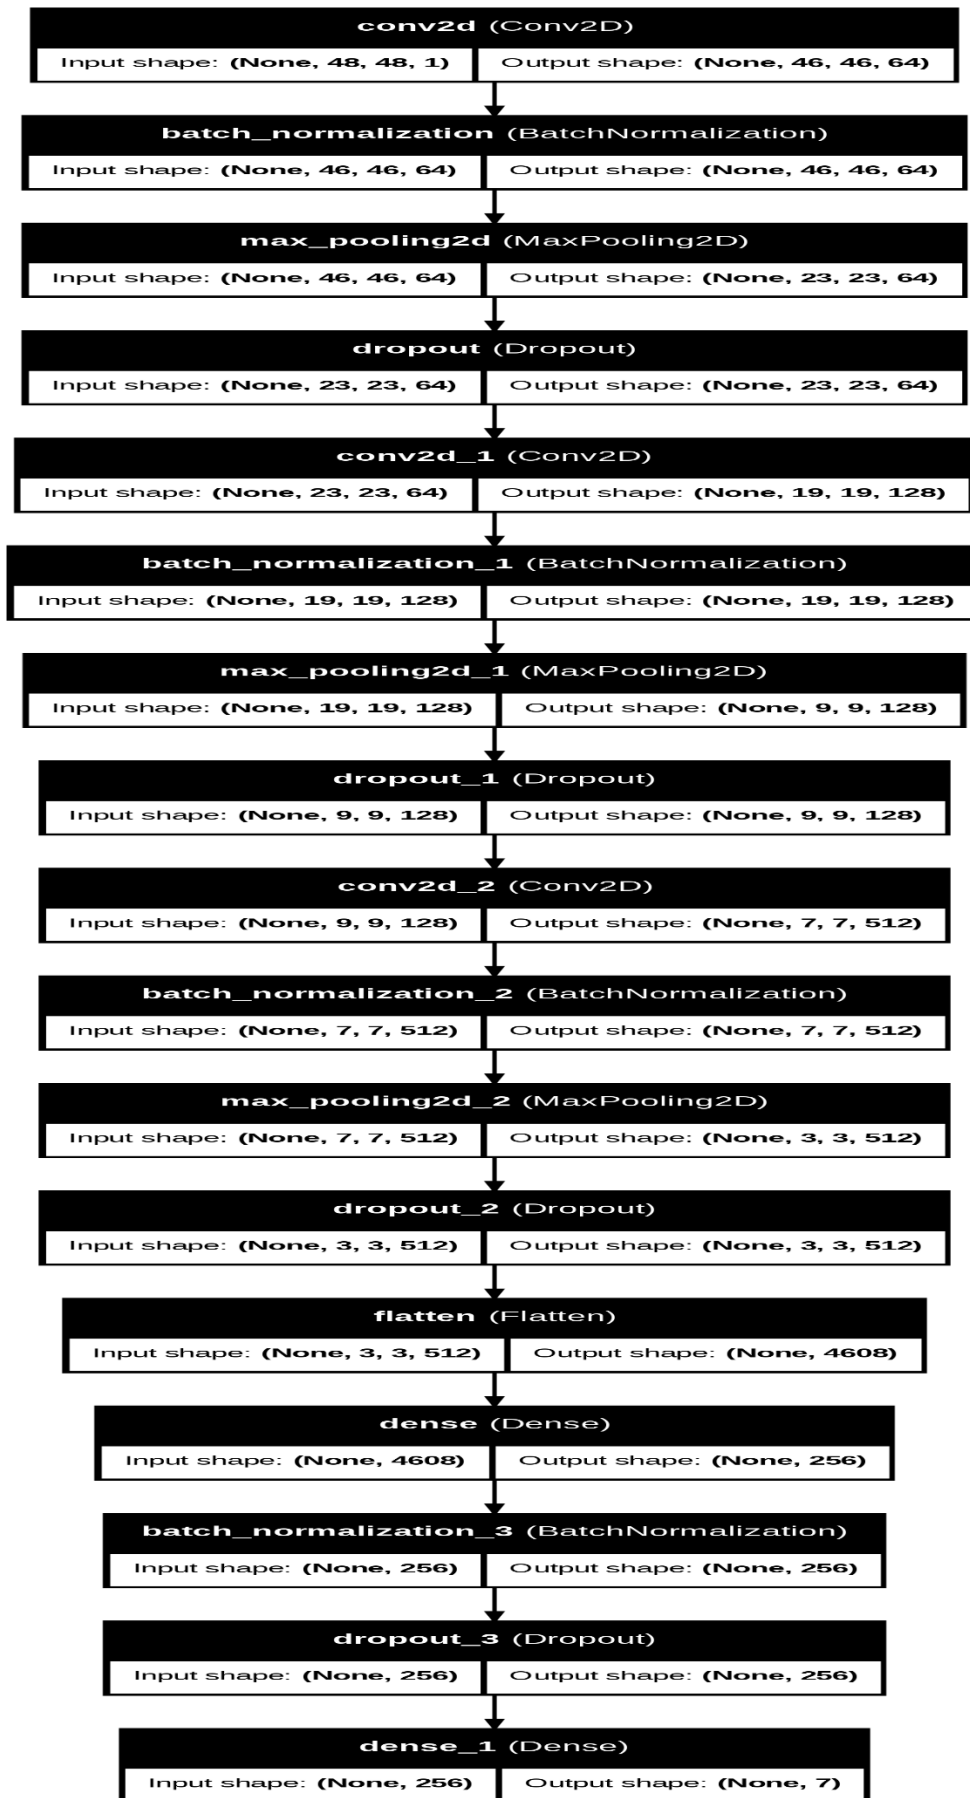 conv2d (Conv2D)
Input shape: (None, 48, 48, 1) Output shape: (None, 46, 46, 64)
batch_normalization (BatchNormalization)
Input shape: (None, 46, 46, 64) Output shape: (None, 46, 46, 64)
max_pooling2d (MaxPooling2D)
Input shape: (None, 46, 46, 64) Output shape: (None, 23, 23, 64)
dropout (Dropout)
Input shape: (None, 23, 23, 64) Output shape: (None, 23, 23, 64)
conv2d_1 (Conv2D)
Input shape: (None, 23, 23, 64) Output shape: (None, 19, 19, 128)
batch_normalization_1 (BatchNormalization)
Input shape: (None, 19, 19, 128) Output shape: (None, 19, 19, 128)
max_pooling2d_1 (MaxPooling2D)
Input shape: (None, 19, 19, 128) Output shape: (None, 9, 9, 128)
dropout_1 (Dropout)
Input shape: (None, 9, 9, 128) Output shape: (None, 9, 9, 128)
conv2d_2 (Conv2D)
Input shape: (None, 9, 9, 128) Output shape: (None, 7, 7, 512)
batch_normalization_2 (BatchNormalization)
Input shape: (None, 7, 7, 512) Output shape: (None, 7, 7, 512)
max_pooling2d_2 (MaxPooling2D)
Input shape: (None, 7, 7, 512) Output shape: (None, 3, 3, 512)
dropout_2 (Dropout)
Input shape: (None, 3, 3, 512) Output shape: (None, 3, 3, 512)
flatten (Flatten)
Input shape: (None, 3, 3, 512) Output shape: (None, 4608)
dense (Dense)
Input shape: (None, 4608) Output shape: (None, 256)
batch_normalization_3 (BatchNormalization)
Input shape: (None, 256) Output shape: (None, 256)
dropout_3 (Dropout)
Input shape: (None, 256) Output shape: (None, 256)
dense_1 (Dense)
Input shape: (None, 256) Output shape: (None, 7)